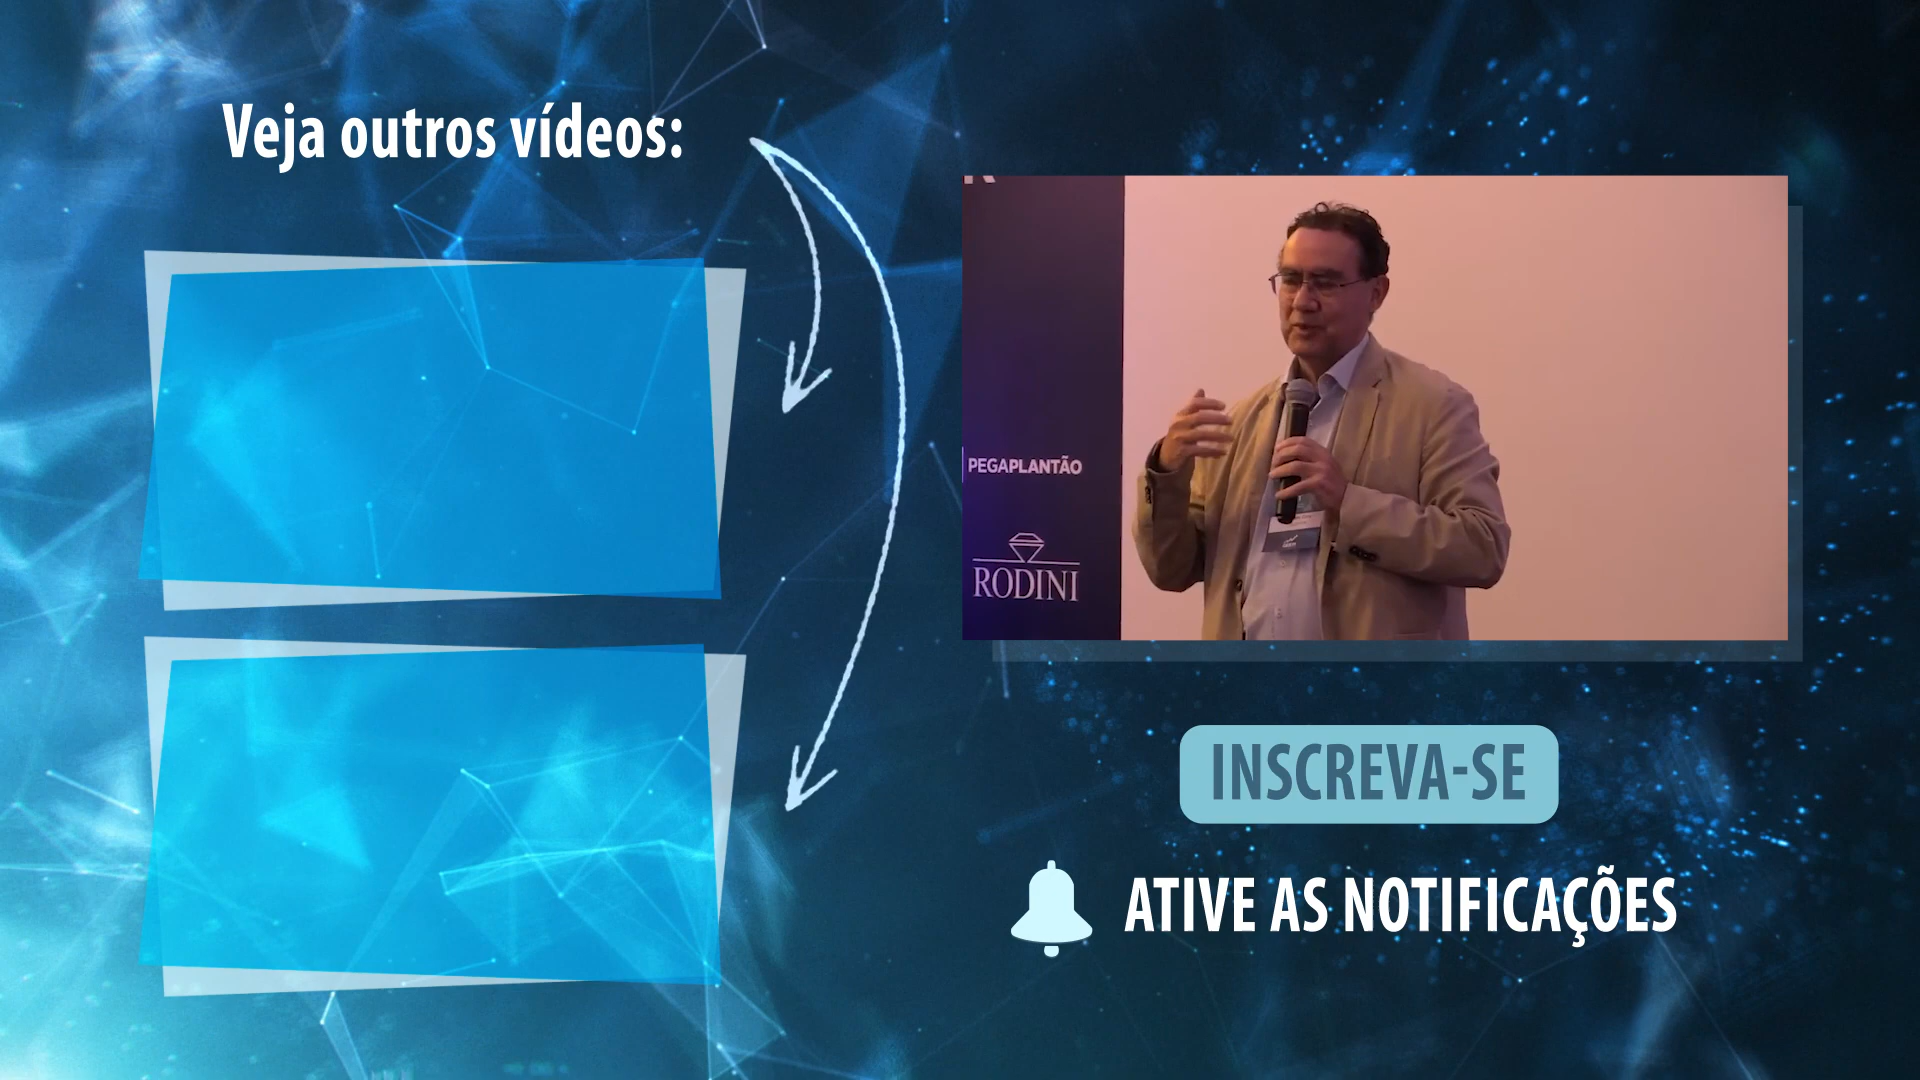 Veja outros vídeos:
PEGAPLANTÃO
RODINI
INSCREVA-SE
ATIVE AS NOTIFICAÇÕES